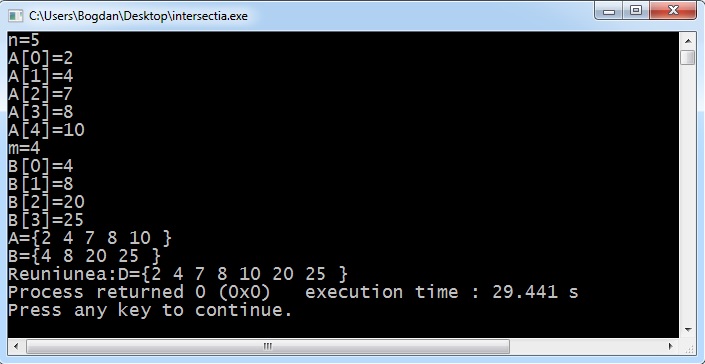 C:\Users\Bogdan\Desktop\intersectia.exe
n=5
A[0]=2
A[1]=4
A[2]=7
A[3]=8
A[4]=10
m=4
B[0]=4
B[1]=8
B[2]=20
B[3]=25
A={2 4 7 8 10 }
B={4 8 20 25 }
Reuniunea:D={2 4 7 8 10 20 25 }
Process returned 0 (0x0)   execution time : 29.441 s
Press any key to continue.